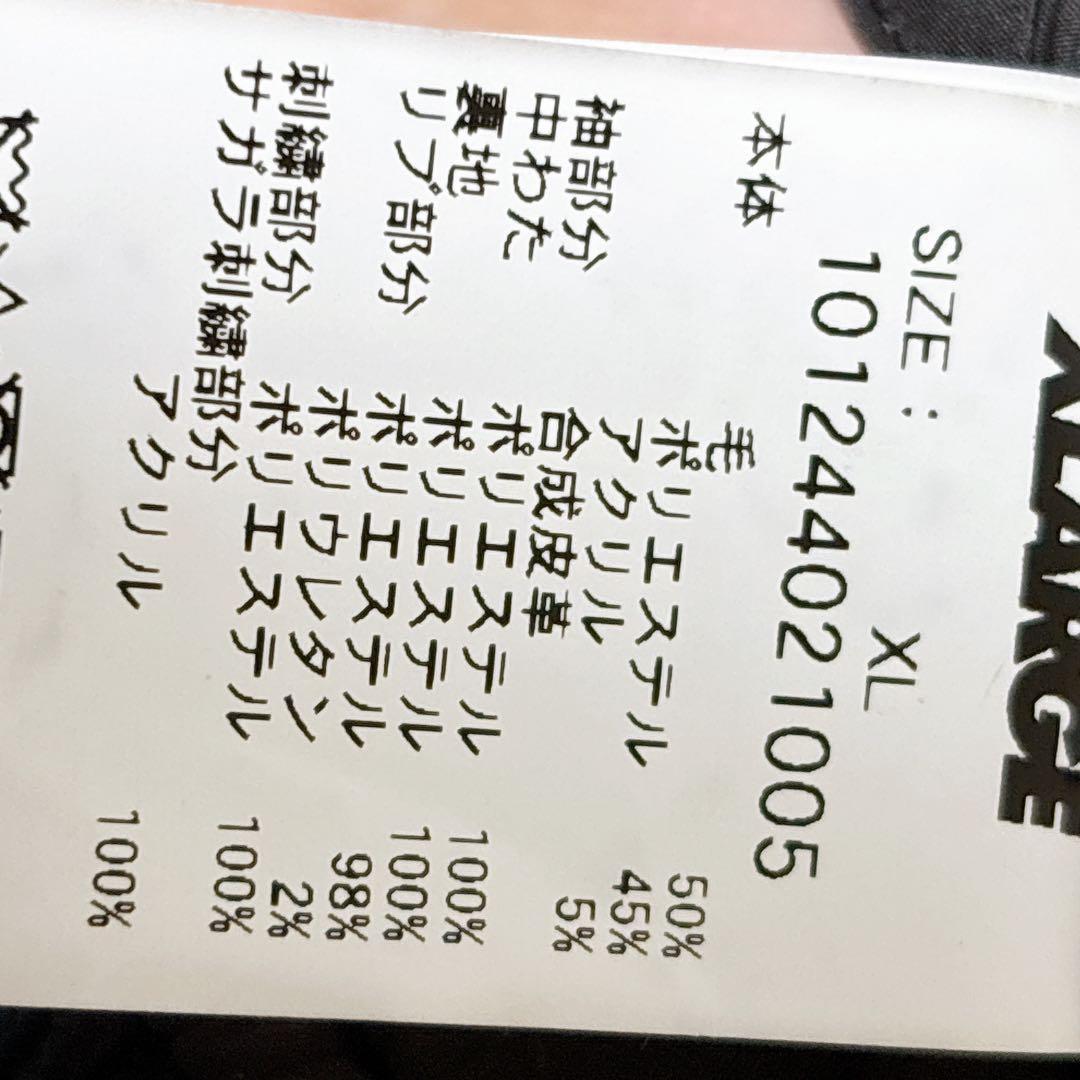 XLARGE
SIZE: XL
101244021005
本体 毛 50%
ポリエステル 45%
アクリル 5%
袖部分 合成皮革
中わた ポリエステル 100%
裏地 ポリエステル 100%
リブ部分 ポリエステル 98%
ポリウレタン 2%
刺繍部分 ポリエステル 100%
サガラ刺繍部分
アクリル 100%